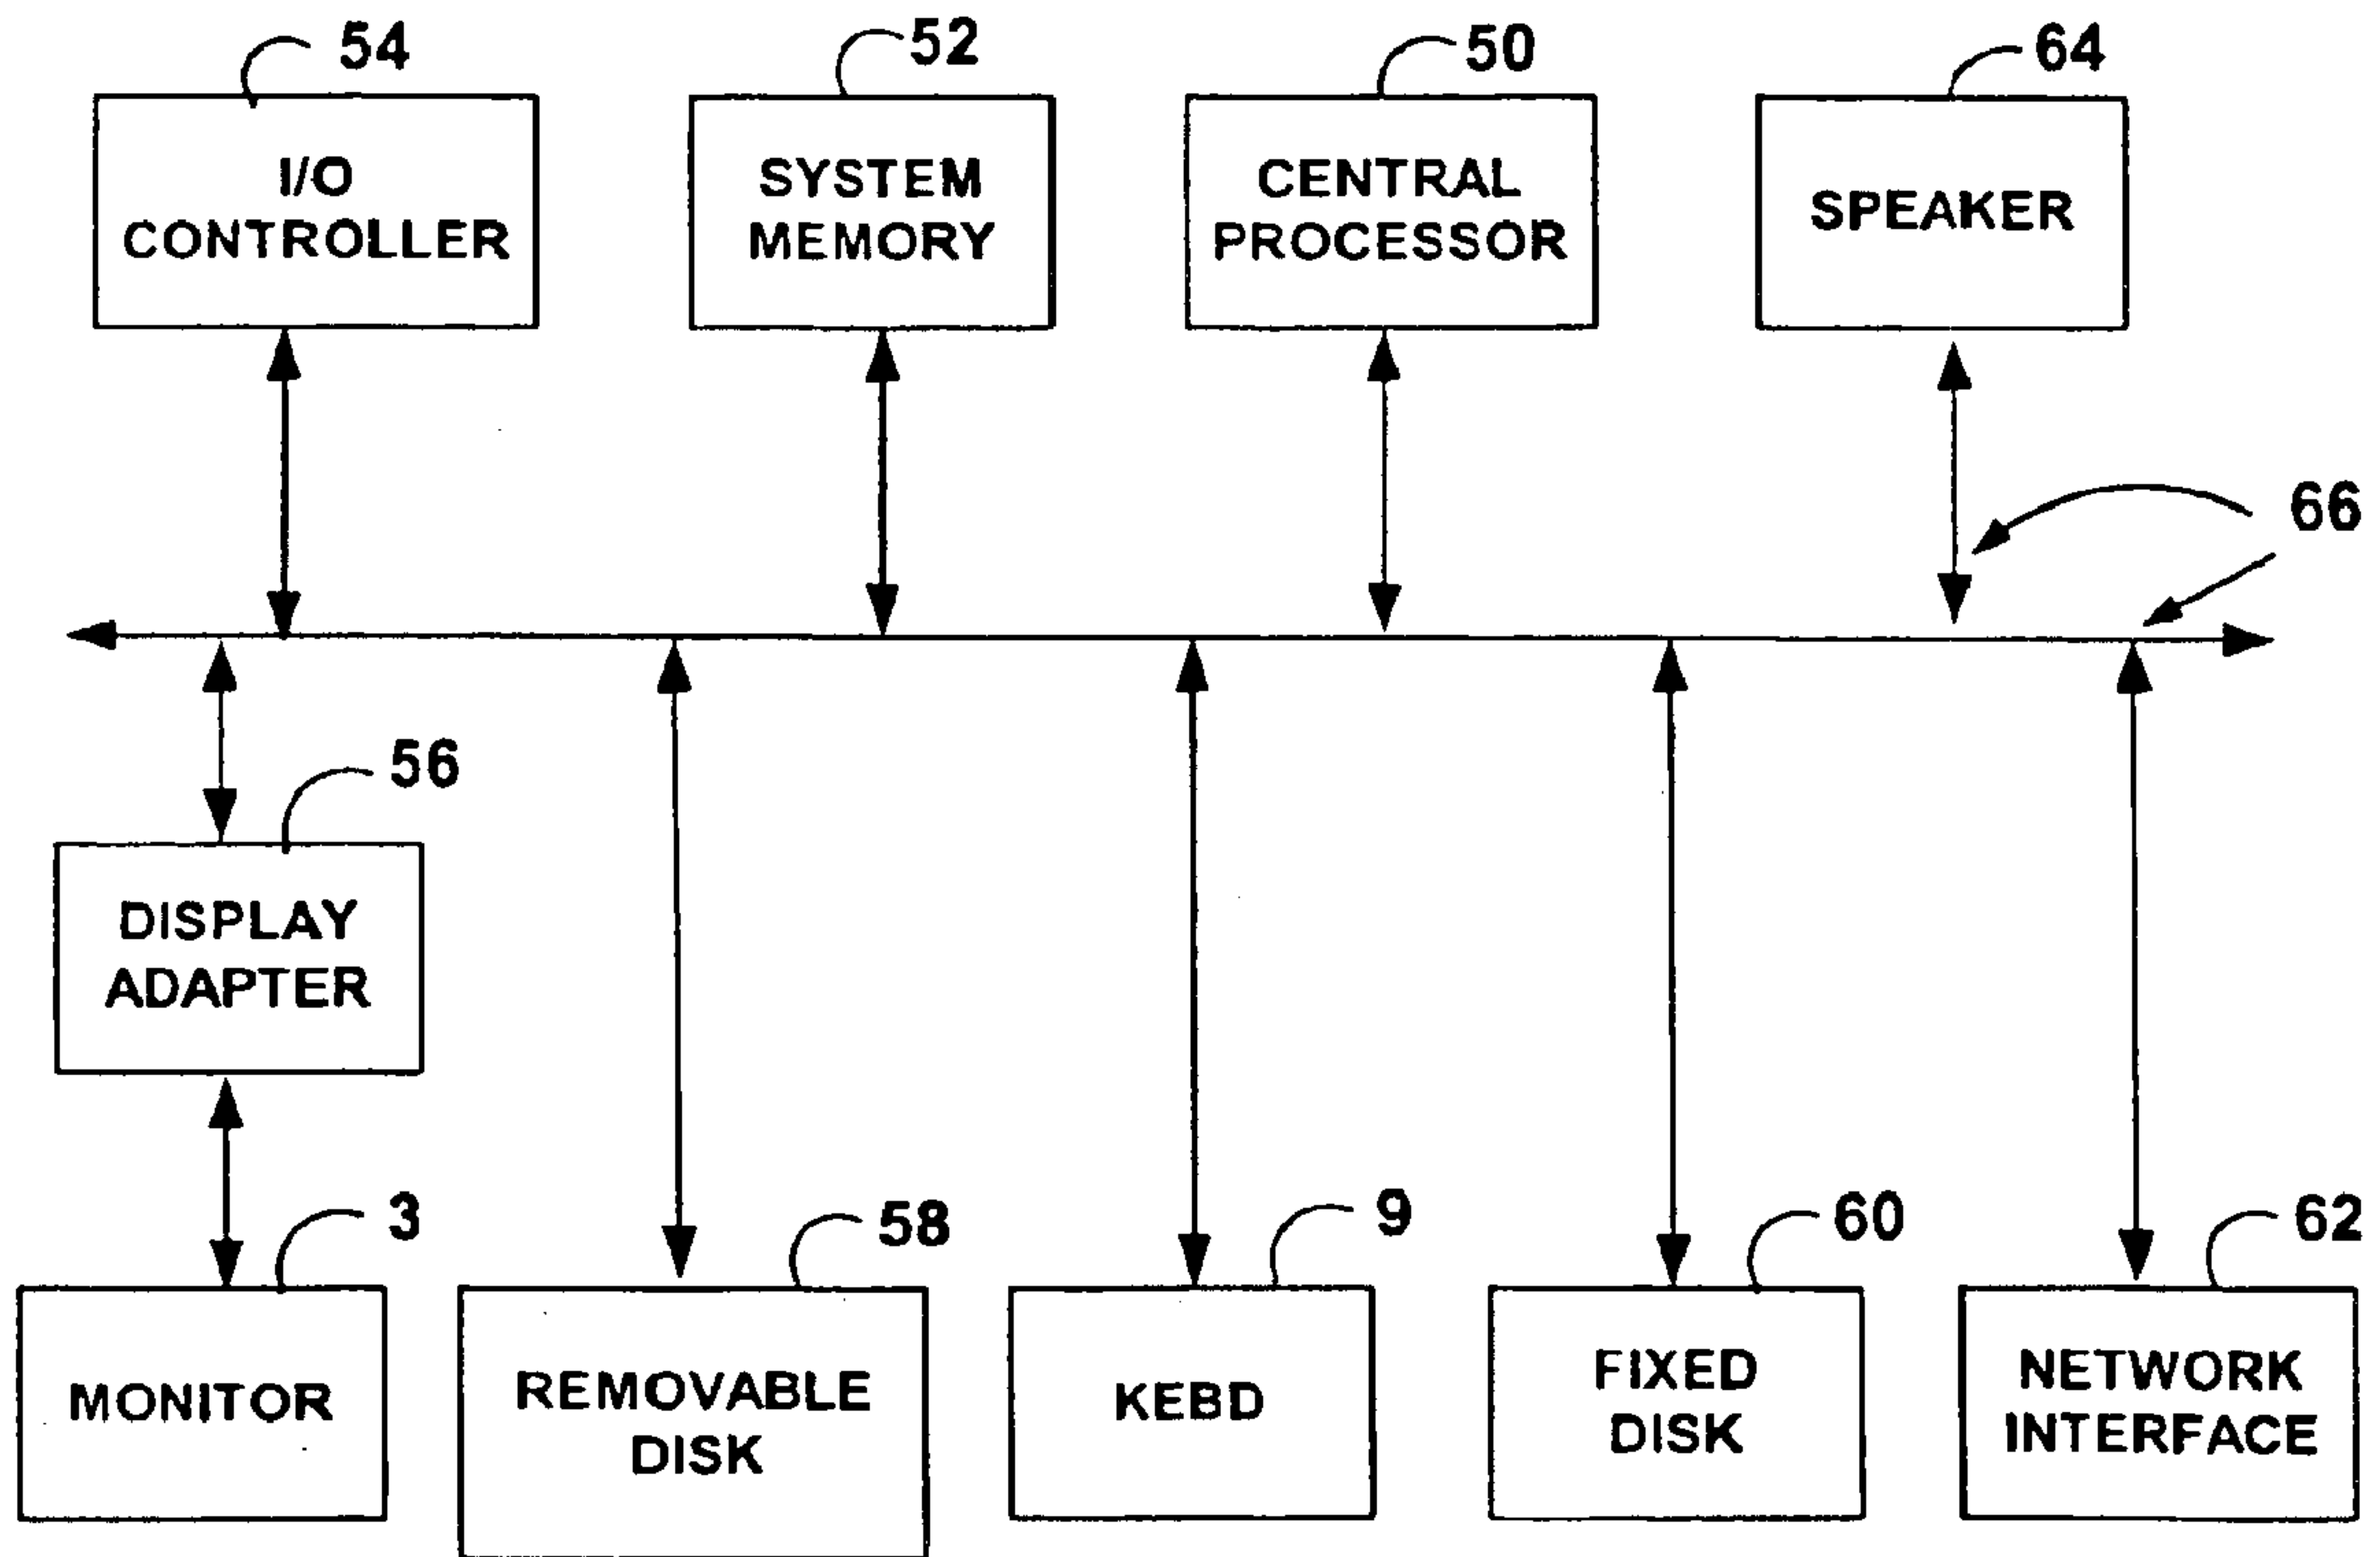 54
52
50
64
I/O
CONTROLLER
SYSTEM
MEMORY
CENTRAL
PROCESSOR
SPEAKER
66
56
DISPLAY
ADAPTER
3
58
9
60
62
MONITOR
REMOVABLE
DISK
KEBD
FIXED
DISK
NETWORK
INTERFACE